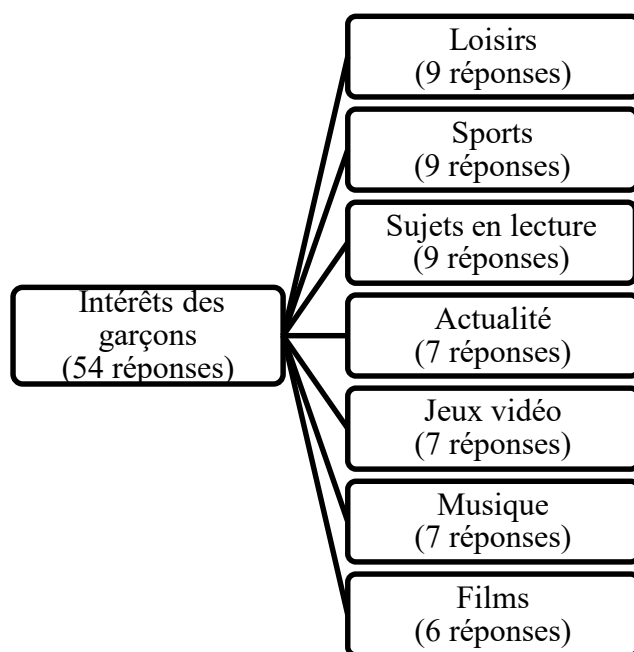 Loisirs
(9 réponses)
Sports
(9 réponses)
Sujets en lecture
(9 réponses)
Intérêts des
garçons
(54 réponses)
Actualité
(7 réponses)
Jeux vidéo
(7 réponses)
Musique
(7 réponses)
Films
(6 réponses)